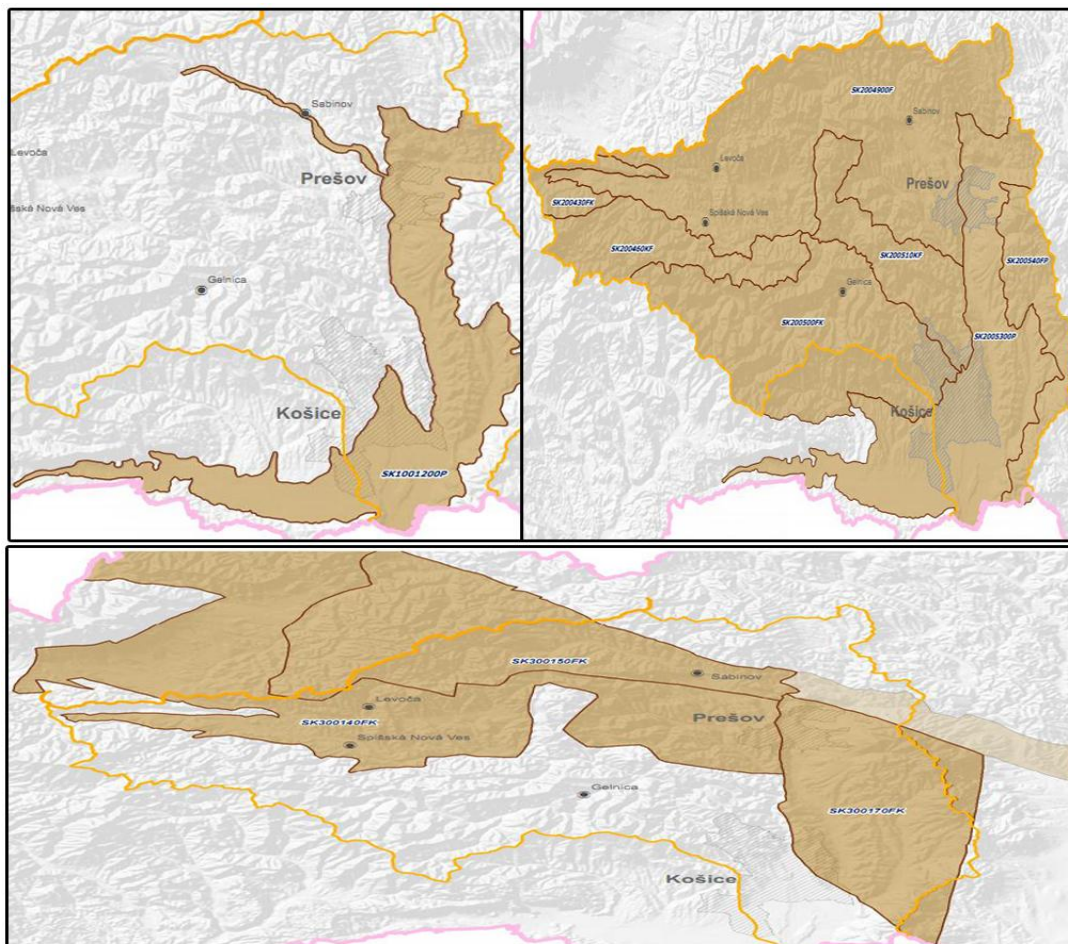 Sabinov
Levoča
Prešov
šská Nová Ves
Gelnica
Košice
SK1001200P
SK2004900F
Sabinov
Levoča
Prešov
SK200430FK
Spišská Nová Ves
SK200460KF
SK200510KF
SK200540FP
Gelnica
SK200500FK
SK2005300P
Košice
SK300150FK
Sabinov
Levoča
SK300140FK
Prešov
Spišská Nová Ves
Gelnica
SK300170FK
Košice